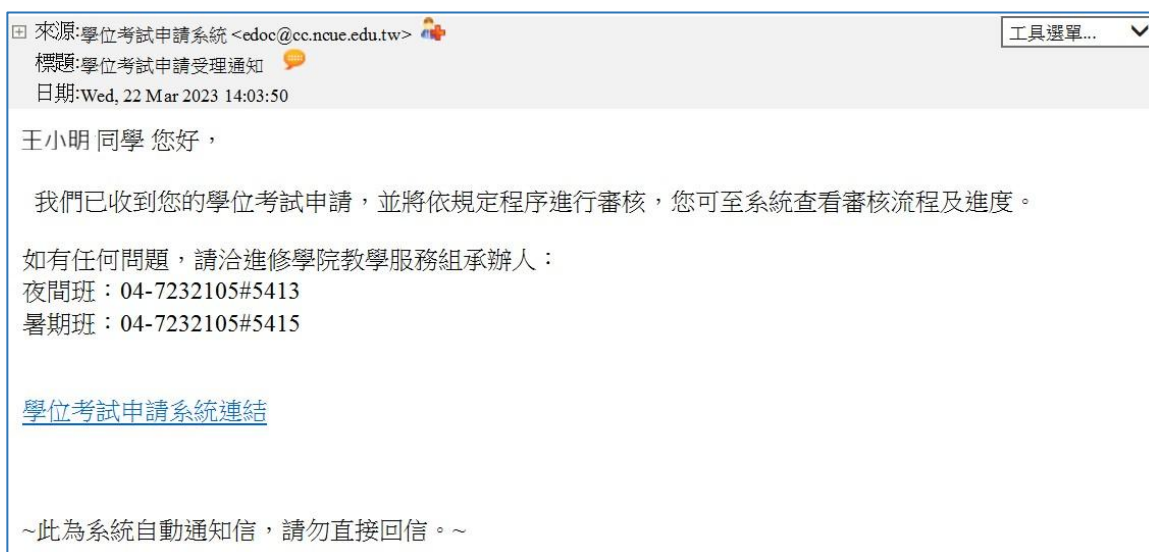 來源:學位考試申請系統 <edoc@cc.ncue.edu.tw>
工具選單...
標題:學位考試申請受理通知
日期:Wed, 22 Mar 2023 14:03:50
王小明 同學 您好，
我們已收到您的學位考試申請，並將依規定程序進行審核，您可至系統查看審核流程及進度。
如有任何問題，請洽進修學院教學服務組承辦人：
夜間班：04-7232105#5413
暑期班：04-7232105#5415
學位考試申請系統連結
~此為系統自動通知信，請勿直接回信。~